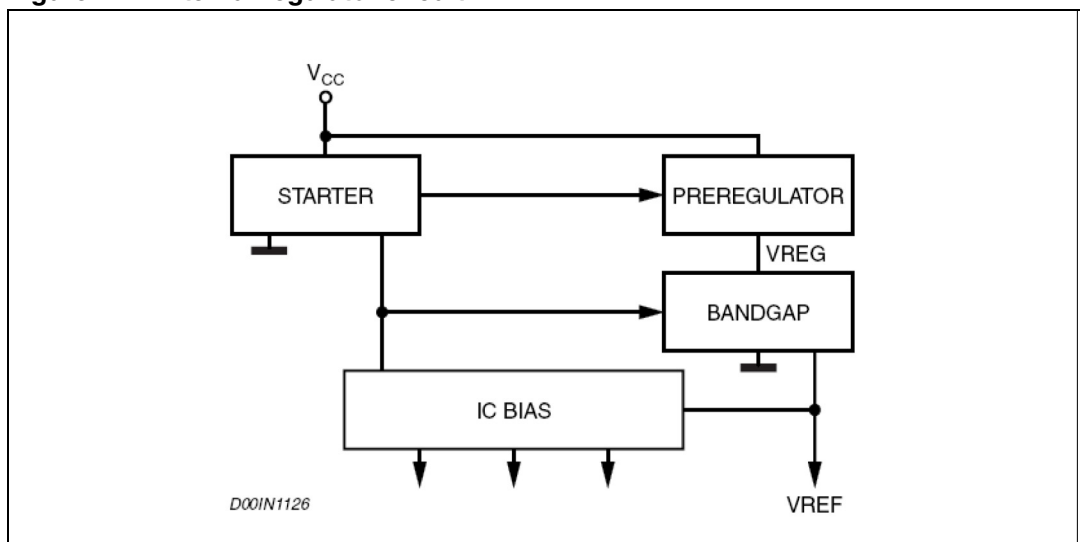 V_CC
STARTER
PREREGULATOR
VREG
BANDGAP
IC BIAS
D00IN1126
VREF